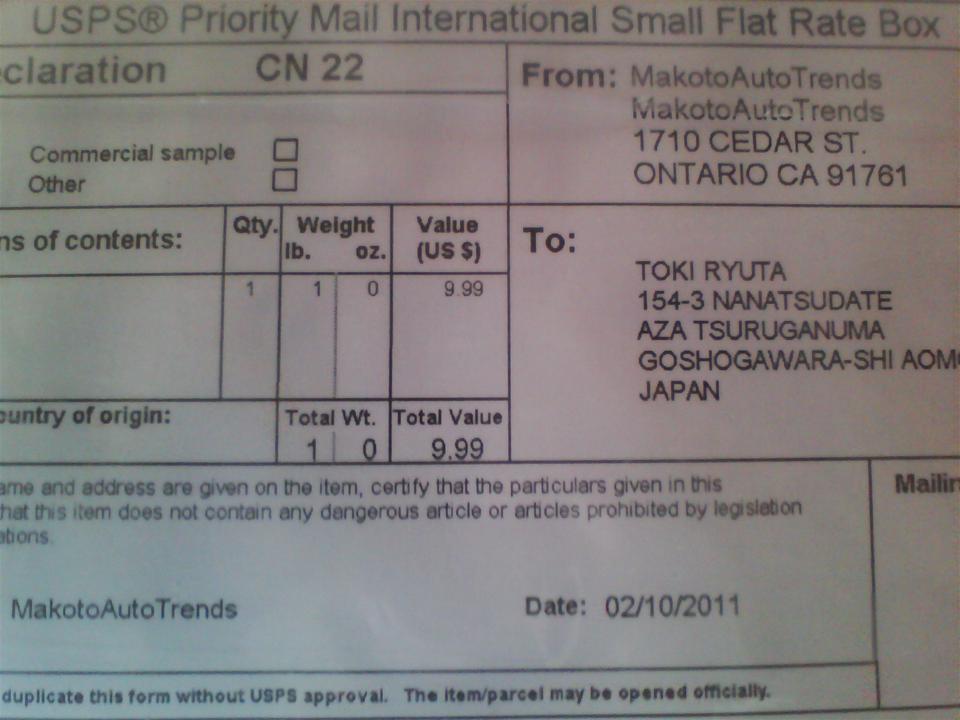 USPS® Priority Mail International Small Flat Rate Box
claration CN 22
Commercial sample
Other
From: MakotoAutoTrends
MakotoAutoTrends
1710 CEDAR ST.
ONTARIO CA 91761
ns of contents:
Qty.
Weight
lb. oz.
Value
(US $)
1 1 0 9.99
To:
TOKI RYUTA
154-3 NANATSUDATE
AZA TSURUGANUMA
GOSHOGAWARA-SHI AOM
JAPAN
ountry of origin:
Total Wt.
1 0
Total Value
9.99
ame and address are given on the item, certify that the particulars given in this
hat this item does not contain any dangerous article or articles prohibited by legislation
ations.
Mailin
MakotoAutoTrends
Date: 02/10/2011
duplicate this form without USPS approval. The item/parcel may be opened officially.